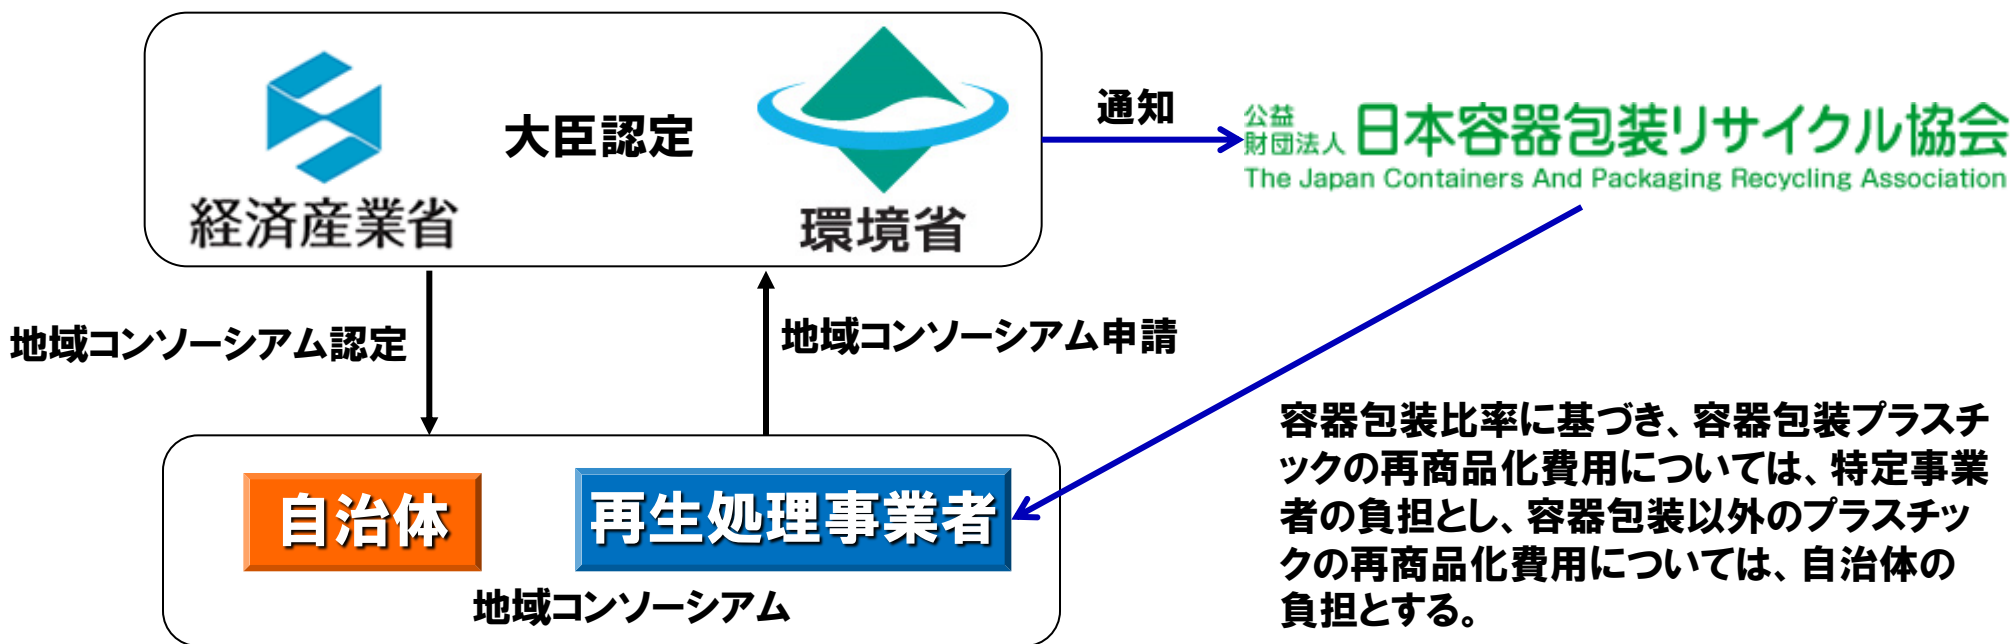 経済産業省
大臣認定
環境省
通知
公益
財団法人 日本容器包装リサイクル協会
The Japan Containers And Packaging Recycling Association
地域コンソーシアム認定
地域コンソーシアム申請
自治体
再生処理事業者
地域コンソーシアム
容器包装比率に基づき、容器包装プラスチ
ックの再商品化費用については、特定事業
者の負担とし、容器包装以外のプラスチッ
クの再商品化費用については、自治体の
負担とする。